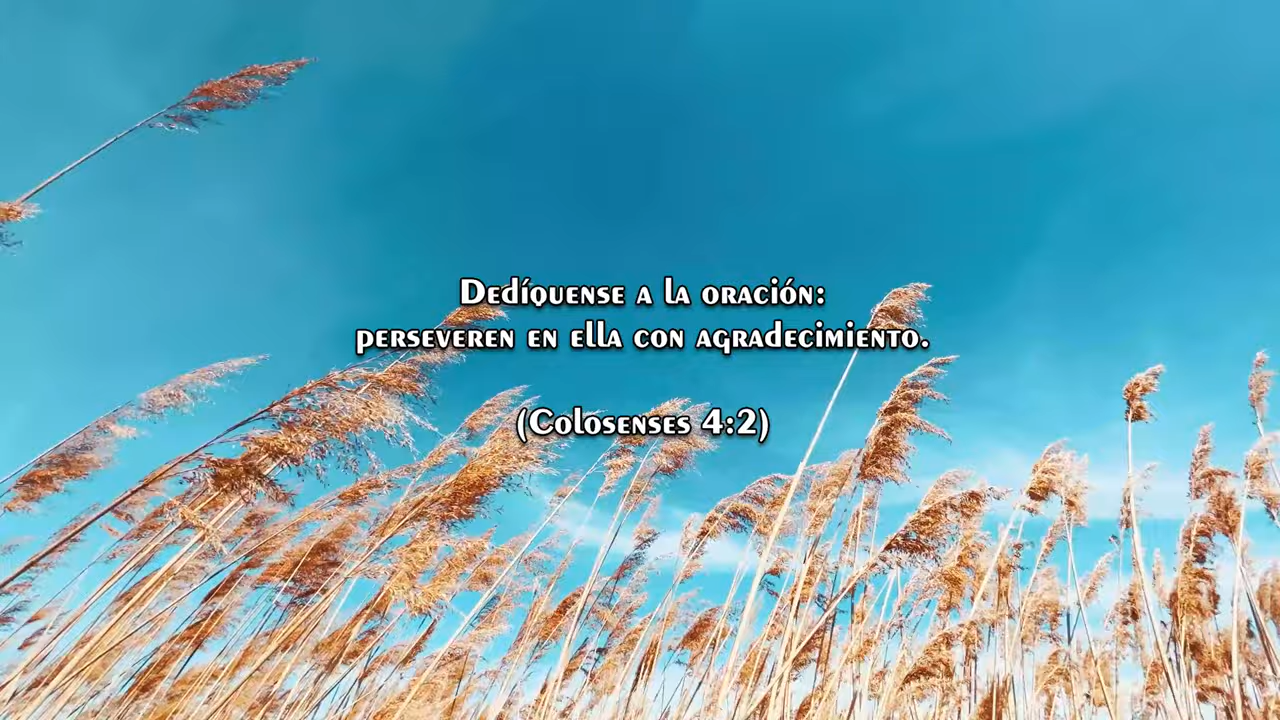 Dedíquense a la oración:
perseveren en ella con agradecimiento.
(Colosenses 4:2)